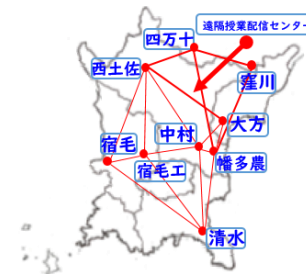 遠隔授業配信センター
四万十
西土佐
窪川
大方
宿毛
中村
宿毛工
幡多農
清水